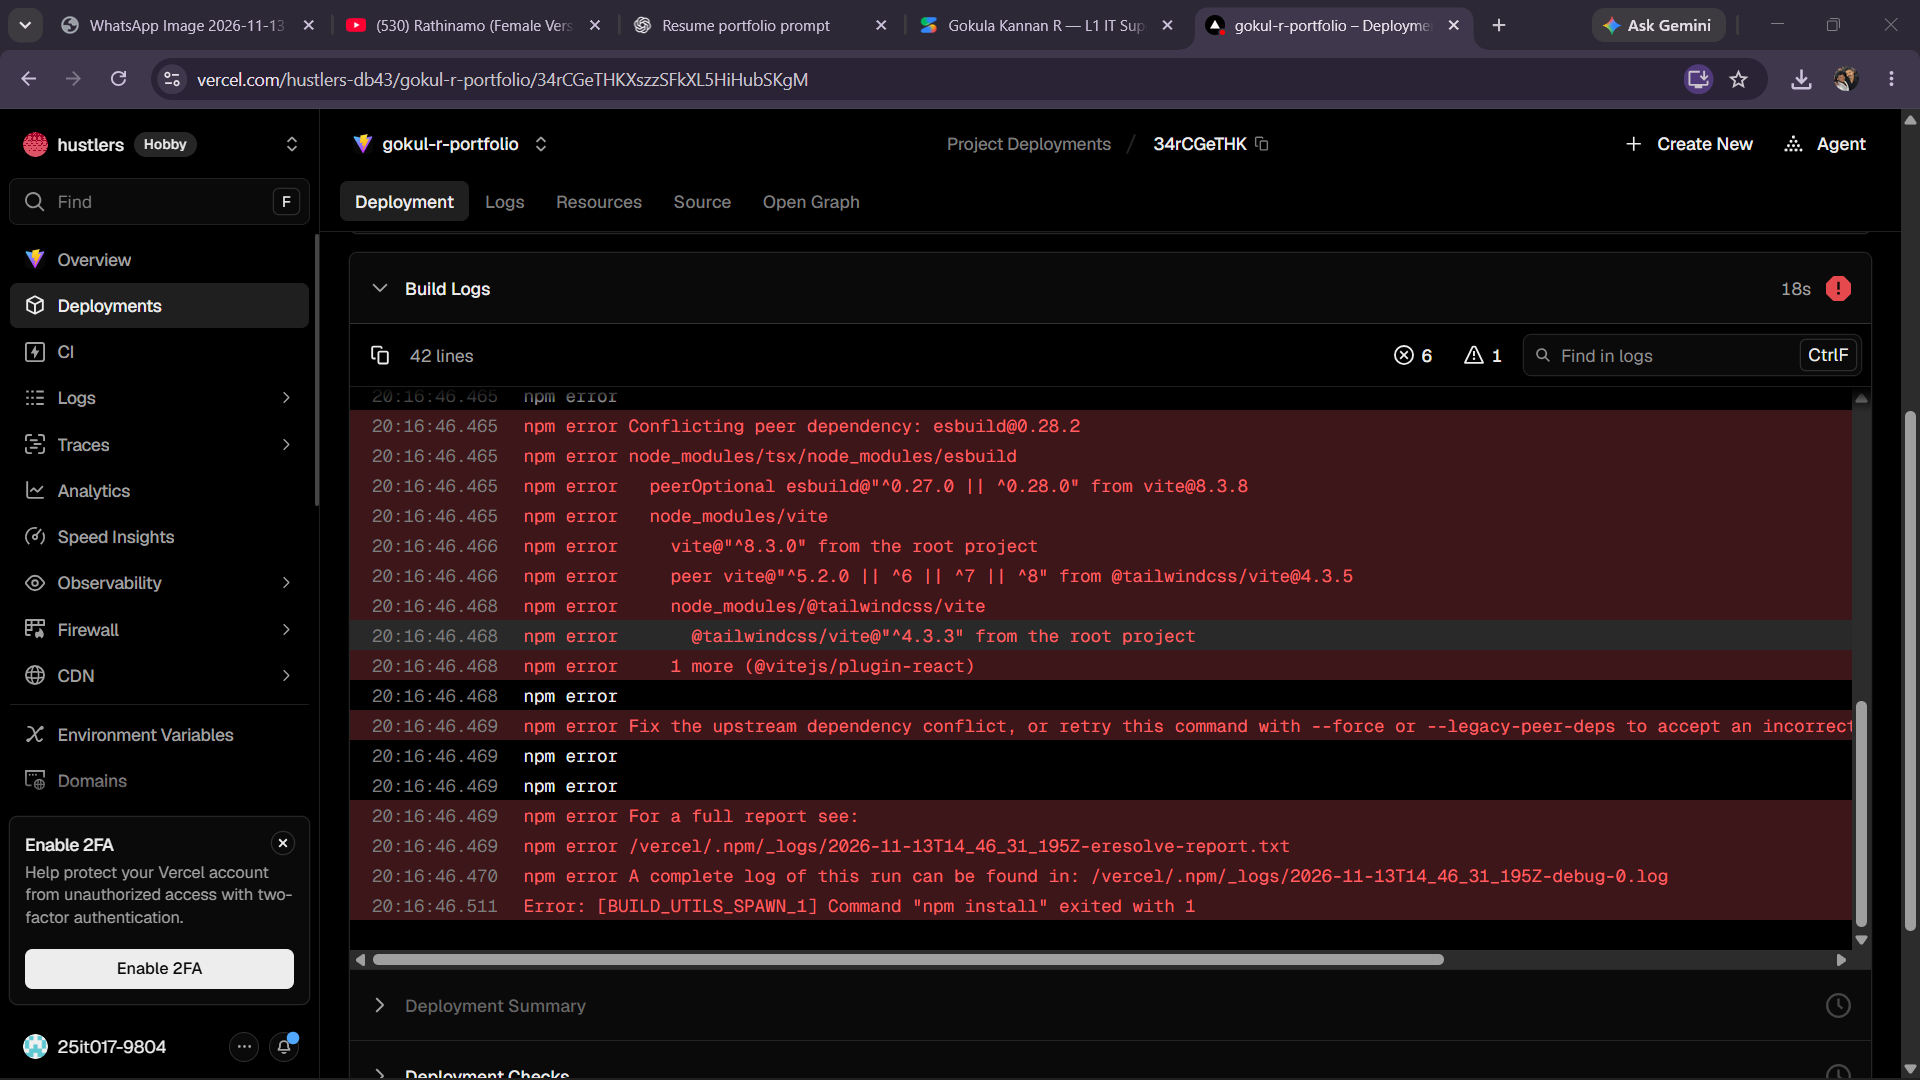 WhatsApp Image 2026-11-13
(530) Rathinamo (Female Vers
Resume portfolio prompt
Gokula Kannan R — L1 IT Sup
gokul-r-portfolio – Deployme
Ask Gemini
vercel.com/hustlers-db43/gokul-r-portfolio/34rCGeTHKXszzSFkXL5HiHubSKgM
hustlers Hobby
gokul-r-portfolio
Project Deployments / 34rCGeTHK
Create New
Agent
Find F
Deployment Logs Resources Source Open Graph
Overview
Deployments
CI
Logs
Traces
Analytics
Speed Insights
Observability
Firewall
CDN
Environment Variables
Domains
Enable 2FA
Help protect your Vercel account
from unauthorized access with two-
factor authentication.
Enable 2FA
25it017-9804
Build Logs 18s
42 lines 6 1 Find in logs CtrlF
20:16:46.465 npm error
20:16:46.465 npm error Conflicting peer dependency: esbuild@0.28.2
20:16:46.465 npm error node_modules/tsx/node_modules/esbuild
20:16:46.465 npm error peerOptional esbuild@"^0.27.0 || ^0.28.0" from vite@8.3.8
20:16:46.465 npm error node_modules/vite
20:16:46.466 npm error vite@"^8.3.0" from the root project
20:16:46.466 npm error peer vite@"^5.2.0 || ^6 || ^7 || ^8" from @tailwindcss/vite@4.3.5
20:16:46.468 npm error node_modules/@tailwindcss/vite
20:16:46.468 npm error @tailwindcss/vite@"^4.3.3" from the root project
20:16:46.468 npm error 1 more (@vitejs/plugin-react)
20:16:46.468 npm error
20:16:46.469 npm error Fix the upstream dependency conflict, or retry this command with --force or --legacy-peer-deps to accept an incorrect
20:16:46.469 npm error
20:16:46.469 npm error
20:16:46.469 npm error For a full report see:
20:16:46.469 npm error /vercel/.npm/_logs/2026-11-13T14_46_31_195Z-eresolve-report.txt
20:16:46.470 npm error A complete log of this run can be found in: /vercel/.npm/_logs/2026-11-13T14_46_31_195Z-debug-0.log
20:16:46.511 Error: [BUILD_UTILS_SPAWN_1] Command "npm install" exited with 1
Deployment Summary
Deployment Checks